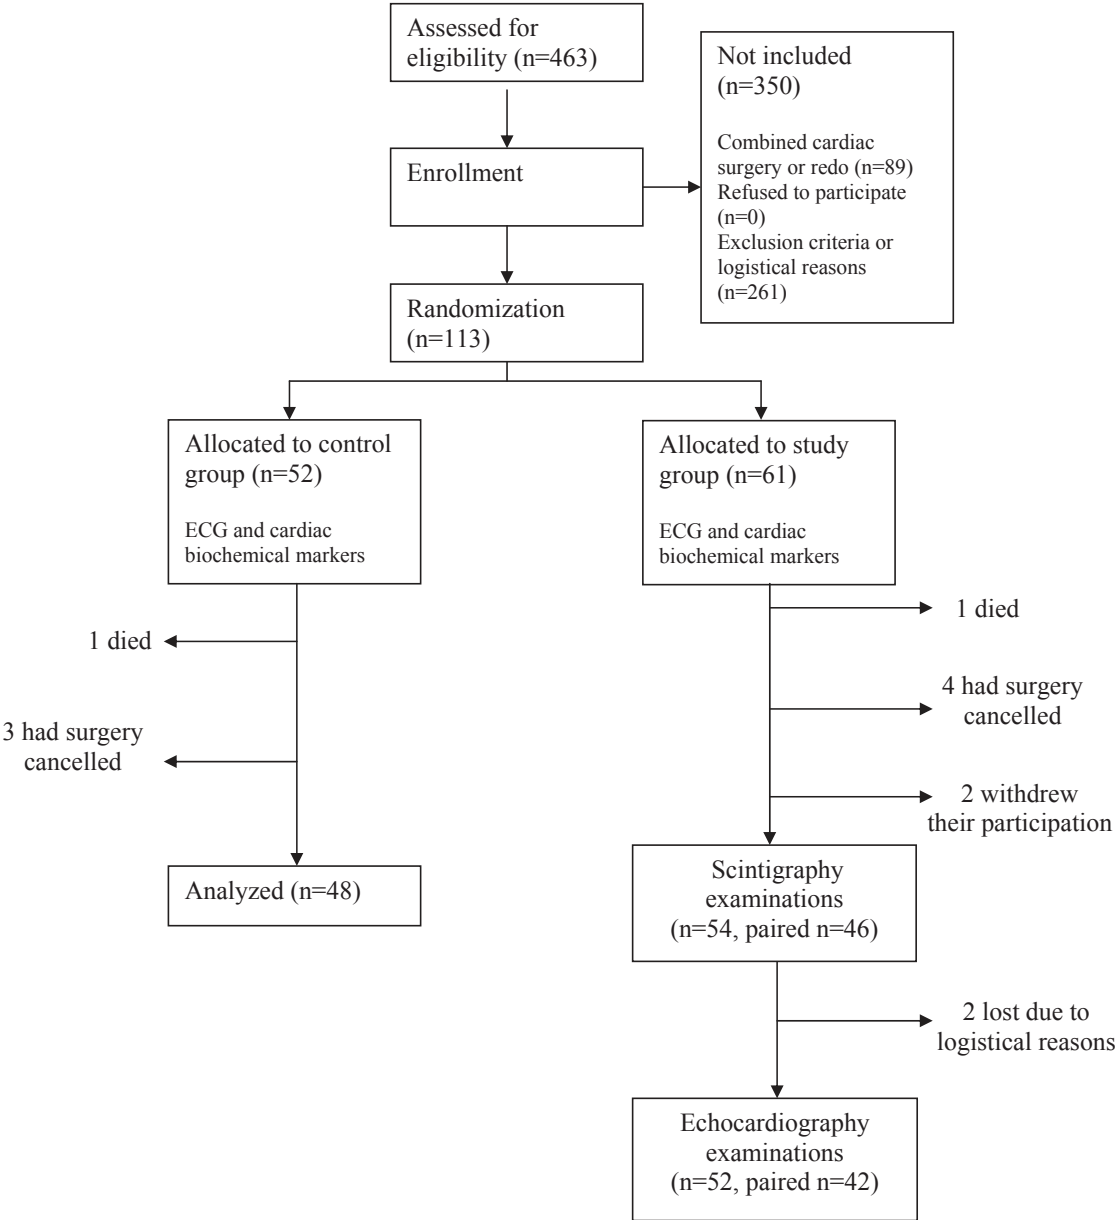 Assessed for
eligibility (n=463)
Not included
(n=350)
Combined cardiac
surgery or redo (n=89)
Refused to participate
(n=0)
Exclusion criteria or
logistical reasons
(n=261)
Enrollment
Randomization
(n=113)
Allocated to control
group (n=52)
ECG and cardiac
biochemical markers
Allocated to study
group (n=61)
ECG and cardiac
biochemical markers
1 died
3 had surgery
cancelled
Analyzed (n=48)
1 died
4 had surgery
cancelled
2 withdrew
their participation
Scintigraphy
examinations
(n=54, paired n=46)
2 lost due to
logistical reasons
Echocardiography
examinations
(n=52, paired n=42)